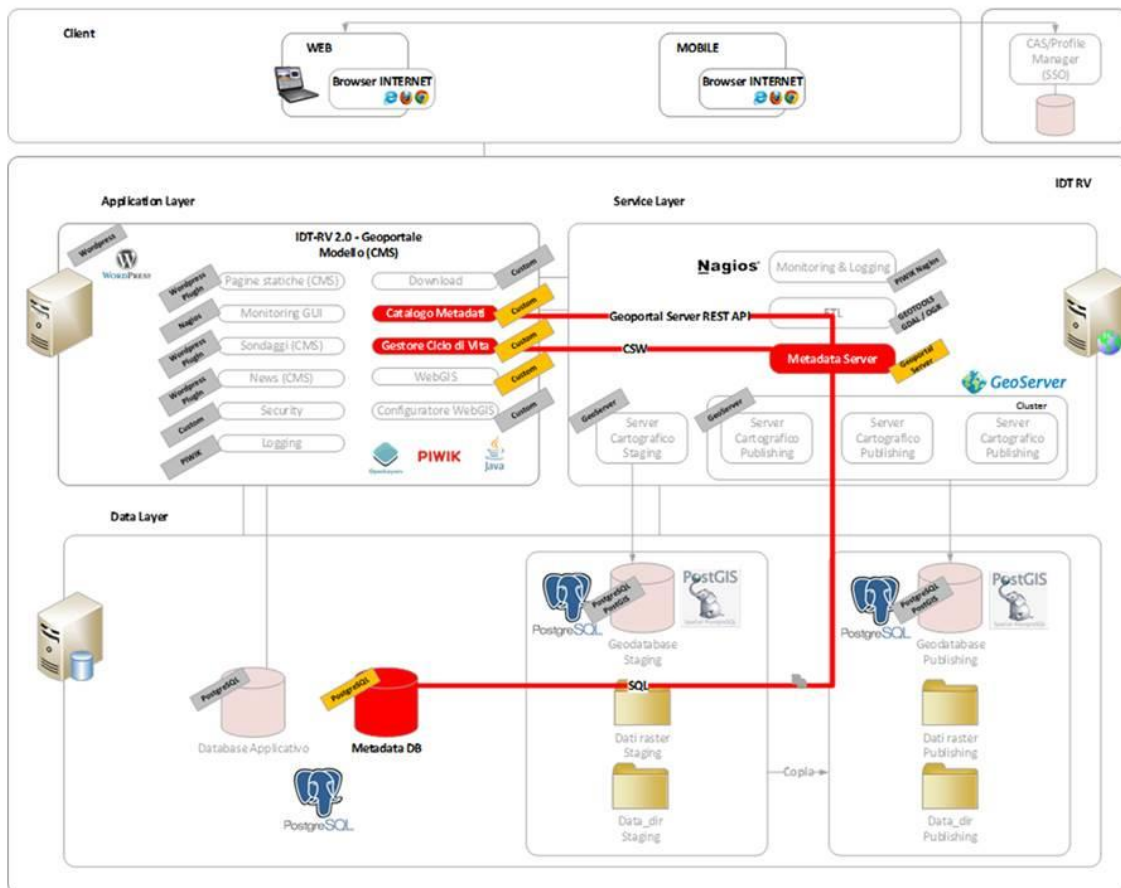 Client
WEB
Browser INTERNET
MOBILE
Browser INTERNET
CAS/Profile
Manager
(SSO)
IDT RV
Application Layer
Service Layer
Wordpress
WORDPRESS
IDT-RV 2.0 - Geoportale
Modello (CMS)
Wordpress
Plugin
Pagine statiche (CMS)
Download
Custom
Nagios
Monitoring GUI
Catalogo Metadati
Custom
Wordpress
Plugin
Sondaggi (CMS)
Gestore Ciclo di Vita
Custom
Wordpress
Plugin
News (CMS)
WebGIS
Custom
Custom
Security
Configuratore WebGIS
Custom
PIWIK
Logging
OpenLayers
PIWIK
Java
Nagios®
Monitoring & Logging
PIWIK Nagios
Geoportal Server REST API
ETL
GEOTOOLS
GDAL / OGR
CSW
Metadata Server
Geoportal
Server
GeoServer
Cluster
GeoServer
Server
Cartografico
Staging
GeoServer
Server
Cartografico
Publishing
Server
Cartografico
Publishing
Server
Cartografico
Publishing
Data Layer
PostgreSQL
PostgreSQL
PostGIS
PostGIS
Geodatabase
Staging
PostgreSQL
PostgreSQL
PostGIS
PostGIS
Geodatabase
Publishing
PostgreSQL
Database Applicativo
PostgreSQL
Metadata DB
PostgreSQL
SQL
Dati raster
Staging
Dati raster
Publishing
Copia
Data_dir
Staging
Data_dir
Publishing